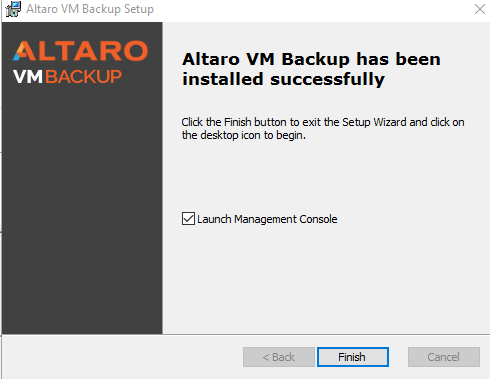 Altaro VM Backup Setup
ALTARO
VMBACKUP
Altaro VM Backup has been
installed successfully
Click the Finish button to exit the Setup Wizard and click on
the desktop icon to begin.
Launch Management Console
< Back
Finish
Cancel